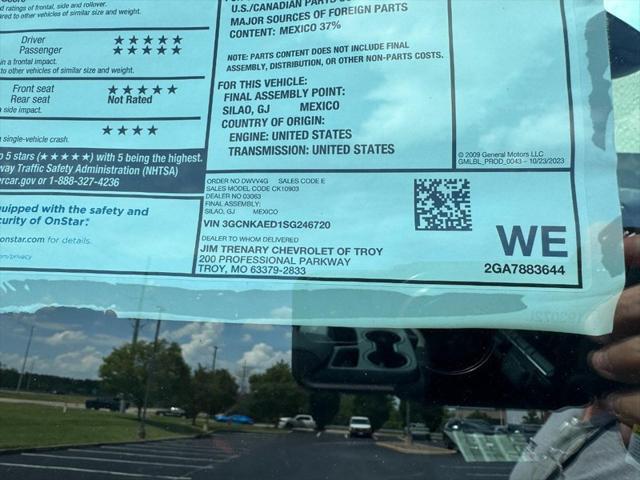 d ratings of frontal, side and rollover.
ed to other vehicles of similar size and weight.
Driver ★★★★★
Passenger ★★★★★
in a frontal impact.
to other vehicles of similar size and weight.
Front seat ★★★★★
Rear seat Not Rated
side impact.
★★★★
single-vehicle crash.
o 5 stars (★★★★★) with 5 being the highest.
way Traffic Safety Administration (NHTSA)
ercar.gov or 1-888-327-4236
quipped with the safety and
curity of OnStar®.
onstar.com for details.
com/privacy
U.S./CANADIAN PARTS
MAJOR SOURCES OF FOREIGN PARTS
CONTENT: MEXICO 37%
NOTE: PARTS CONTENT DOES NOT INCLUDE FINAL
ASSEMBLY, DISTRIBUTION, OR OTHER NON-PARTS COSTS.
FOR THIS VEHICLE:
FINAL ASSEMBLY POINT:
SILAO, GJ MEXICO
COUNTRY OF ORIGIN:
ENGINE: UNITED STATES
TRANSMISSION: UNITED STATES
© 2009 General Motors LLC
GMLBL_PROD_0043 - 10/23/2023
ORDER NO DWVV4G SALES CODE E
SALES MODEL CODE CK10903
DEALER NO 03063
FINAL ASSEMBLY:
SILAO, GJ MEXICO
VIN 3GCNKAED1SG246720
DEALER TO WHOM DELIVERED
JIM TRENARY CHEVROLET OF TROY
200 PROFESSIONAL PARKWAY
TROY, MO 63379-2833
WE
2GA7883644